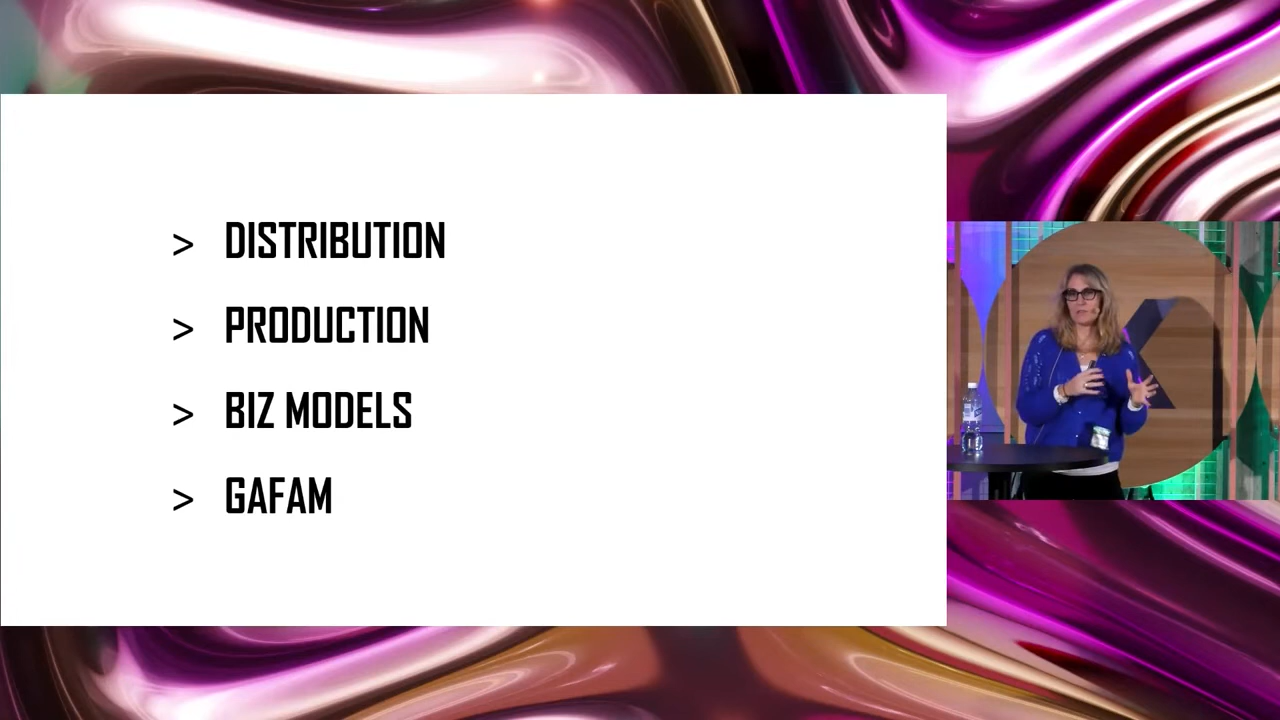 > DISTRIBUTION
> PRODUCTION
> BIZ MODELS
> GAFAM